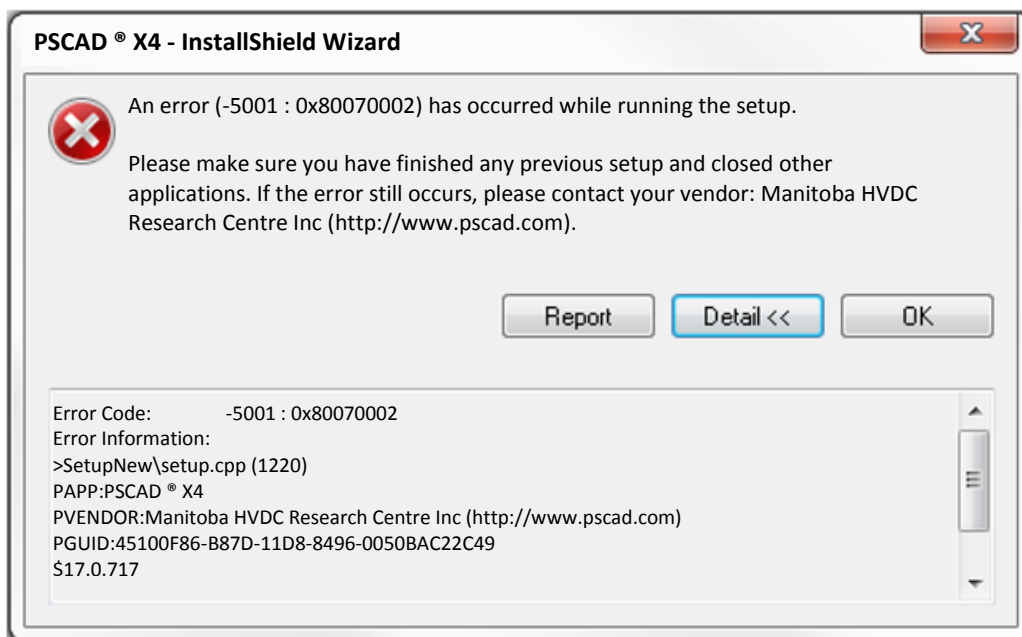 PSCAD ® X4 - InstallShield Wizard
An error (-5001 : 0x80070002) has occurred while running the setup.
Please make sure you have finished any previous setup and closed other
applications. If the error still occurs, please contact your vendor: Manitoba HVDC
Research Centre Inc (http://www.pscad.com).
Report Detail << OK
Error Code: -5001 : 0x80070002
Error Information:
>SetupNew\setup.cpp (1220)
PAPP:PSCAD ® X4
PVENDOR:Manitoba HVDC Research Centre Inc (http://www.pscad.com)
PGUID:45100F86-B87D-11D8-8496-0050BAC22C49
$17.0.717